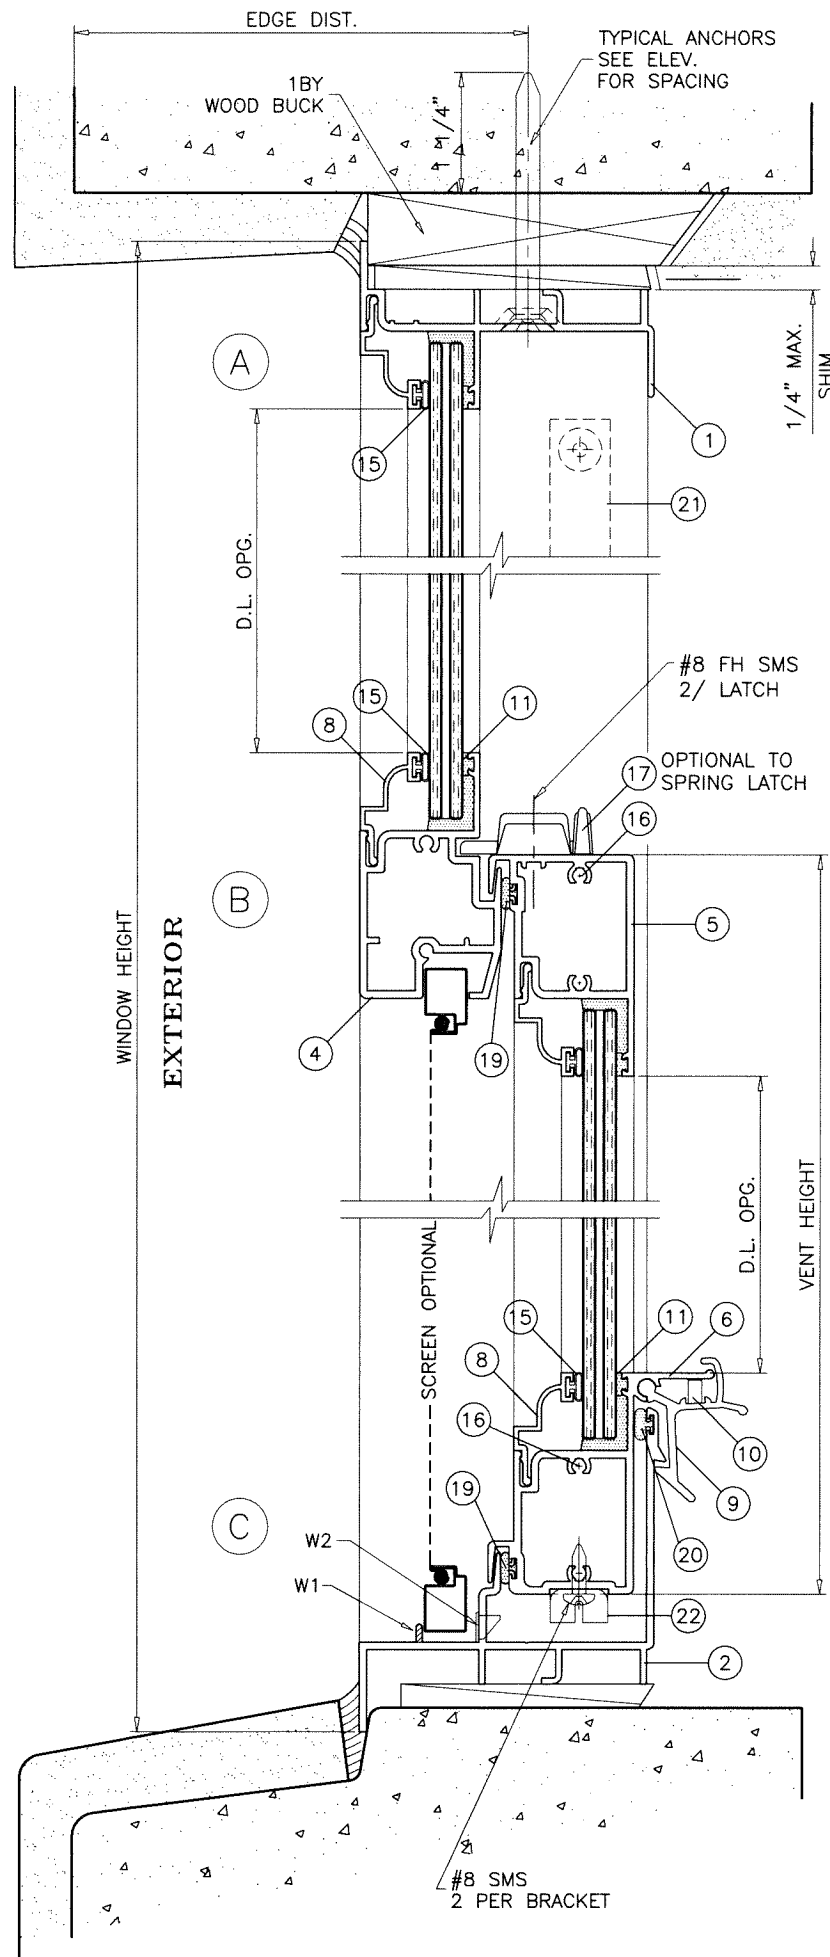 EDGE DIST.
TYPICAL ANCHORS
SEE ELEV.
FOR SPACING
1BY
WOOD BUCK
1 1/4"
A
1/4" MAX.
SHIM
1
15
21
D.L. OPG.
#8 FH SMS
2/ LATCH
15
11
8
17
OPTIONAL TO
SPRING LATCH
16
B
5
WINDOW HEIGHT
EXTERIOR
4
19
D.L. OPG.
VENT HEIGHT
SCREEN OPTIONAL
15
11
6
8
16
10
9
19
C
20
W2
W1
22
2
#8 SMS
2 PER BRACKET